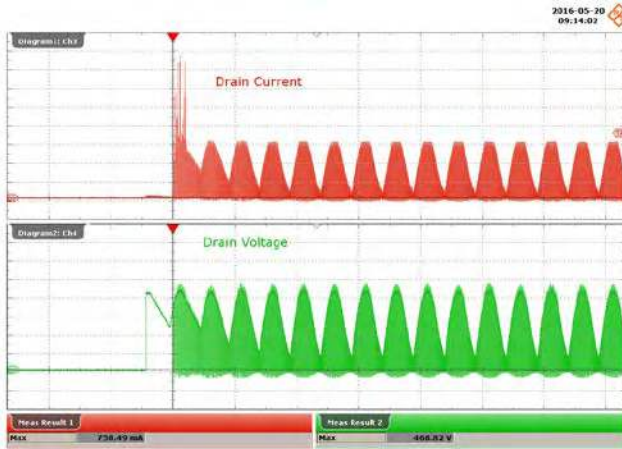 2016-05-20
09:14:02
Diagram1: Ch3
Drain Current
Diagram2: Ch4
Drain Voltage
Meas Result 1
Meas Result 2
Max 738.49 mA
Max 468.82 V